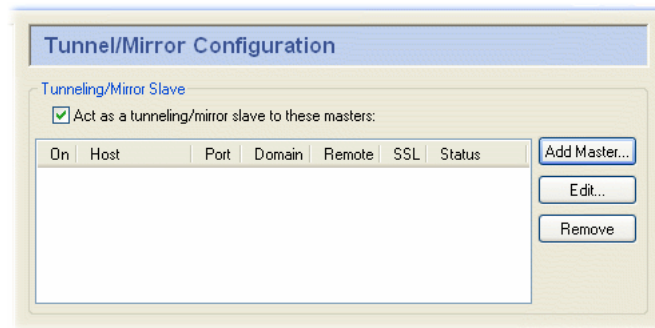 Tunnel/Mirror Configuration
Tunneling/Mirror Slave
Act as a tunneling/mirror slave to these masters:
On Host Port Domain Remote SSL Status
Add Master...
Edit...
Remove